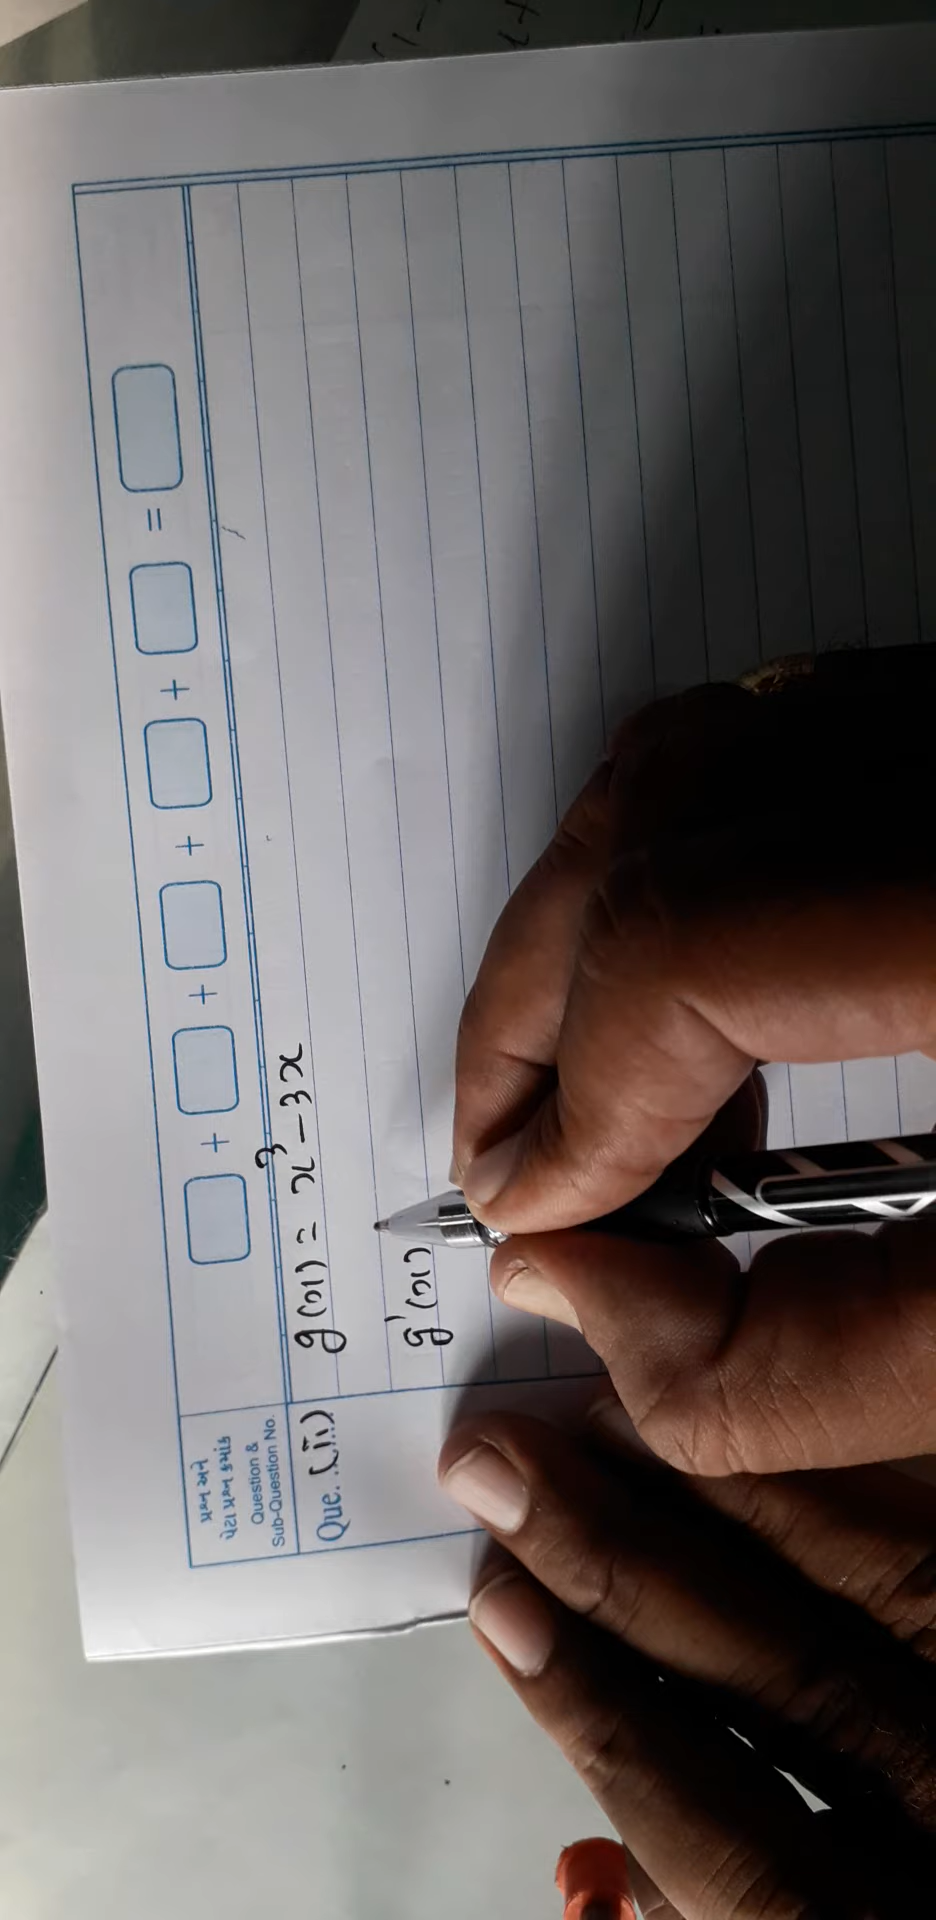 પ્રશ્ન અને
પેટા પ્રશ્ન ક્રમાંક
Question &
Sub-Question No.
+ + + + =
Que. (ii) g(x) = x³ - 3x
g'(x)